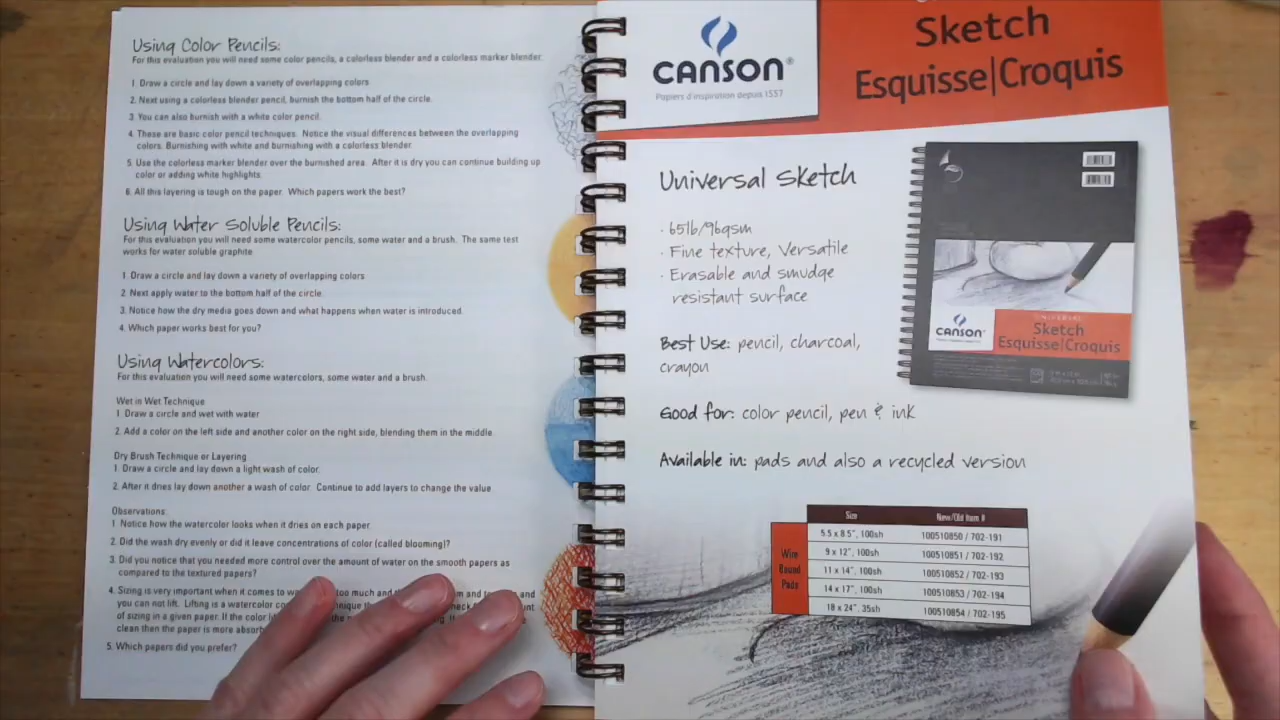 Using Color Pencils:
For this evaluation you will need some color pencils, a colorless blender and a colorless marker blender.
1. Draw a circle and lay down a variety of overlapping colors
2. Next using a colorless blender pencil, burnish the bottom half of the circle.
3. You can also burnish with a white color pencil.
4. These are basic color pencil techniques. Notice the visual differences between the overlapping
colors. Burnishing with white and burnishing with a colorless blender
5. Use the colorless marker blender over the burnished area. After it is dry you can continue building up
color or adding white highlights.
6. All this layering is tough on the paper. Which papers work the best?
Using Water Soluble Pencils:
For this evaluation you will need some watercolor pencils, some water and a brush. The same test
works for water soluble graphite
1. Draw a circle and lay down a variety of overlapping colors
2. Next apply water to the bottom half of the circle.
3. Notice how the dry media goes down and what happens when water is introduced.
4. Which paper works best for you?
Using Watercolors:
For this evaluation you will need some watercolors, some water and a brush.
Wet in Wet Technique
1. Draw a circle and wet with water
2. Add a color on the left side and another color on the right side, blending them in the middle.
Dry Brush Technique or Layering
1. Draw a circle and lay down a light wash of color.
2. After it dries lay down another a wash of color. Continue to add layers to change the value
Observations
1. Notice how the watercolor looks when it dries on each paper.
2. Did the wash dry evenly or did it leave concentrations of color (called blooming)?
3. Did you notice that you needed more control over the amount of water on the smooth papers as
compared to the textured papers?
4. Sizing is very important when it comes to too much and
you can not lift. Lifting is a watercolor
of sizing in a given paper. If the color
clean then the paper is more
5. Which papers did you prefer?
CANSON®
Papiers d'inspiration depuis 1557
Sketch
Esquisse|Croquis
Universal Sketch
· 65lb/96gsm
· Fine texture, Versatile
· Erasable and smudge
resistant surface
Best Use: pencil, charcoal,
crayon
Good for: color pencil, pen & ink
Available in: pads and also a recycled version
UNIVERSAL
CANSON
Sketch
Esquisse|Croquis
Size New/Old Item #
Wire Bound Pads
5.5 x 8.5", 100sh 100510850 / 702-191
9 x 12", 100sh 100510851 / 702-192
11 x 14", 100sh 100510852 / 702-193
14 x 17", 100sh 100510853 / 702-194
18 x 24", 35sh 100510854 / 702-195